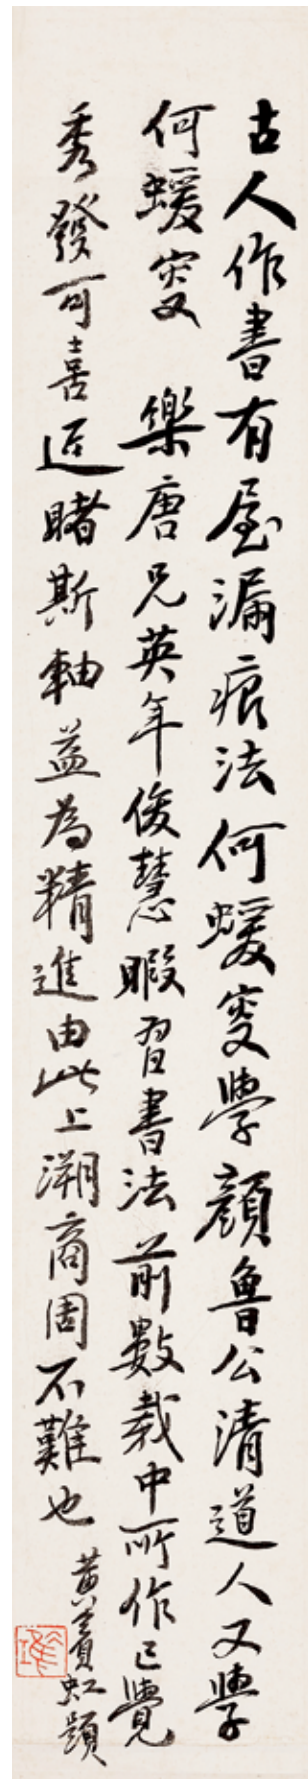 古人作書有屋漏痕法何蝯叟學顏魯公清道人又學
何蝯叟 樂唐兄英年俊慧暇習書法前數載中所作已覺
秀發可喜近睹斯軸益為精進由此上溯商周不難也
黃賓虹題